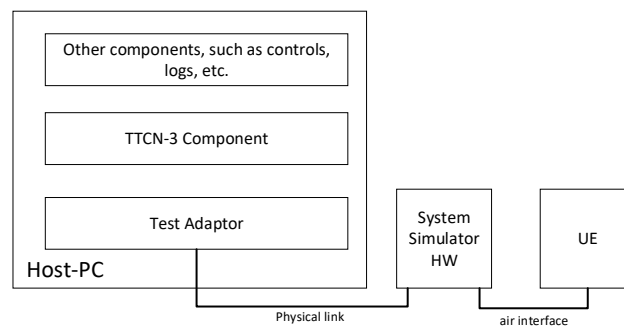 Other components, such as controls,
logs, etc.
TTCN-3 Component
Test Adaptor
Host-PC
System
Simulator
HW
UE
Physical link
air interface